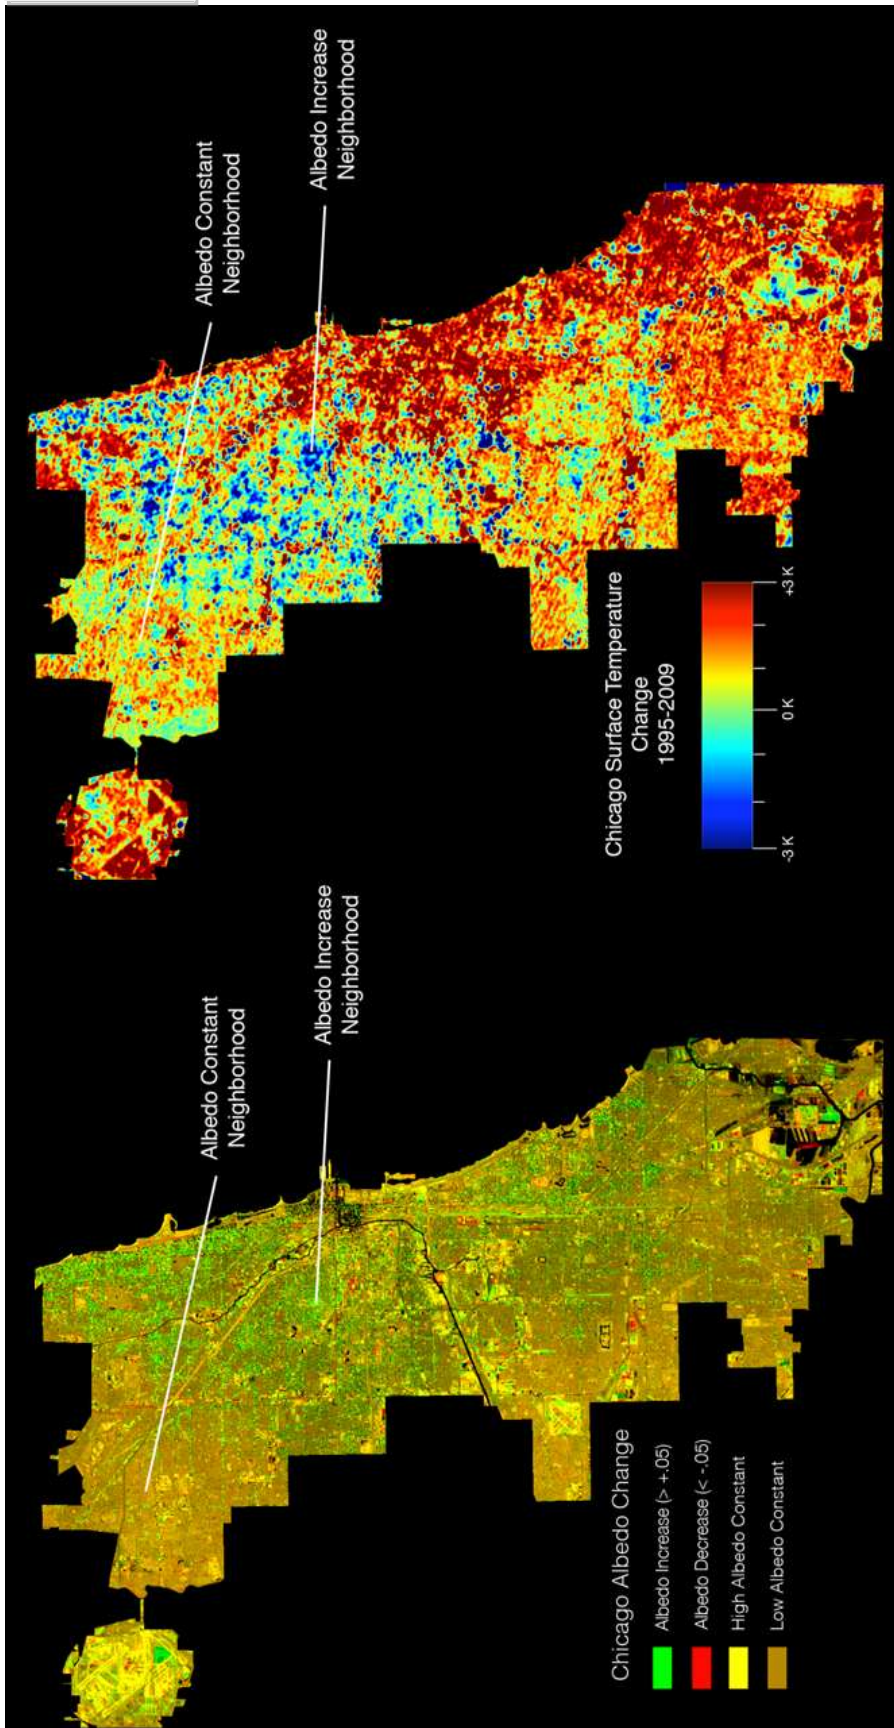 Albedo Constant
Neighborhood
Albedo Increase
Neighborhood
Chicago Albedo Change
Albedo Increase (> +.05)
Albedo Decrease (< -.05)
High Albedo Constant
Low Albedo Constant
Albedo Constant
Neighborhood
Albedo Increase
Neighborhood
Chicago Surface Temperature
Change
1995-2009
-3 K
0 K
+3 K